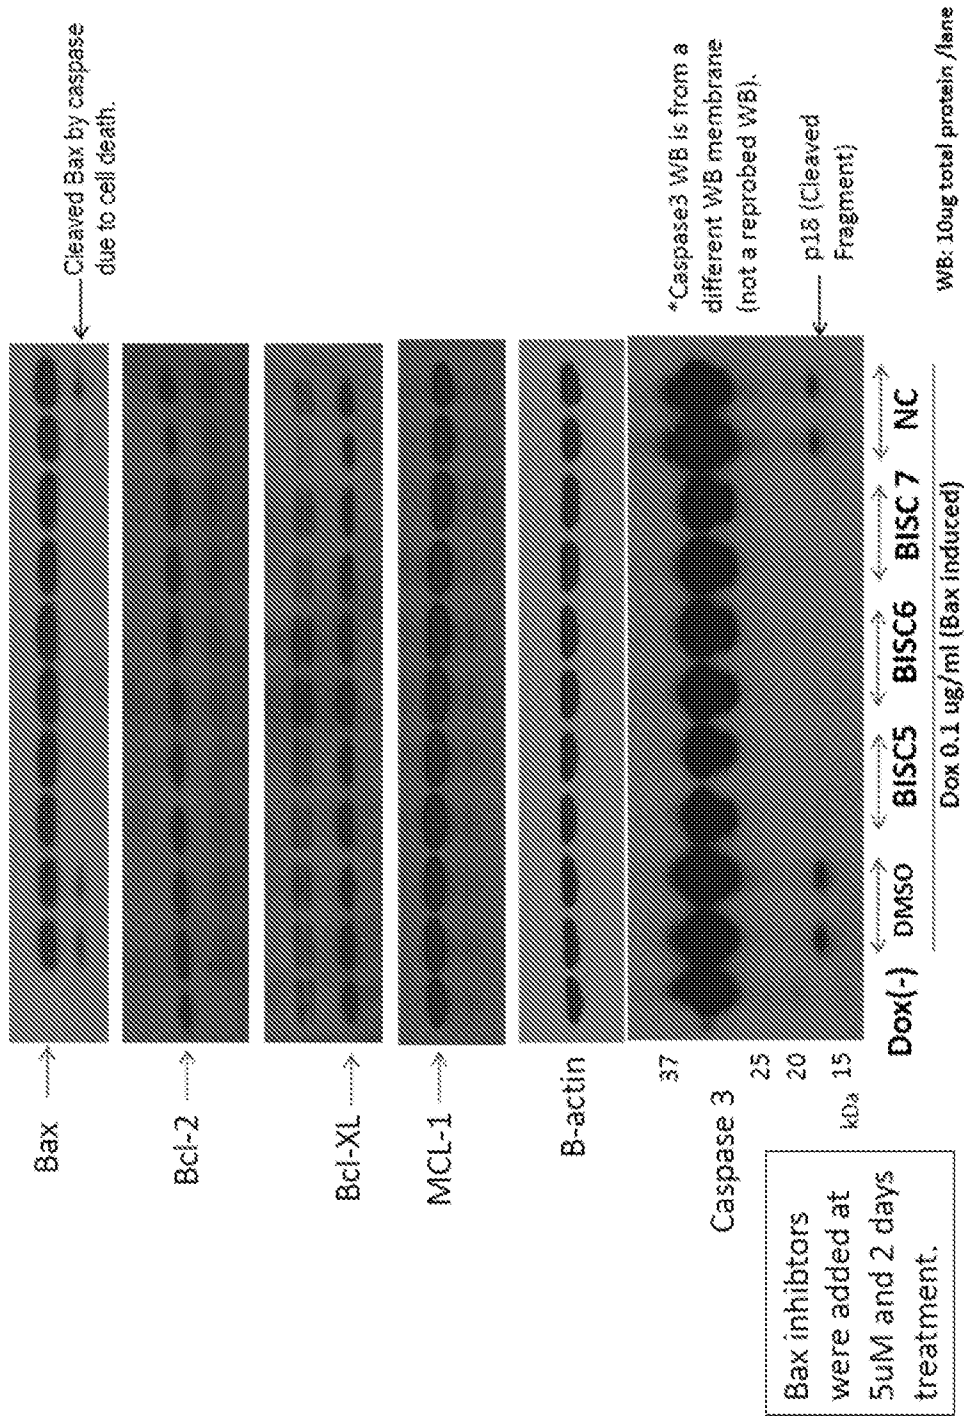 Bax
Cleaved Bax by caspase
due to cell death.
Bcl-2
Bcl-XL
MCL-1
B-actin
Caspase 3
37
25
20
15
kDa
*Caspase3 WB is from a
different WB membrane
(not a reprobed WB).
p18 (Cleaved
Fragment)
Dox(-)
DMSO
BISC5
BISC6
BISC 7
NC
Dox 0.1 ug/ml (Bax induced)
WB: 10ug total protein /lane
Bax inhibtors
were added at
5uM and 2 days
treatment.